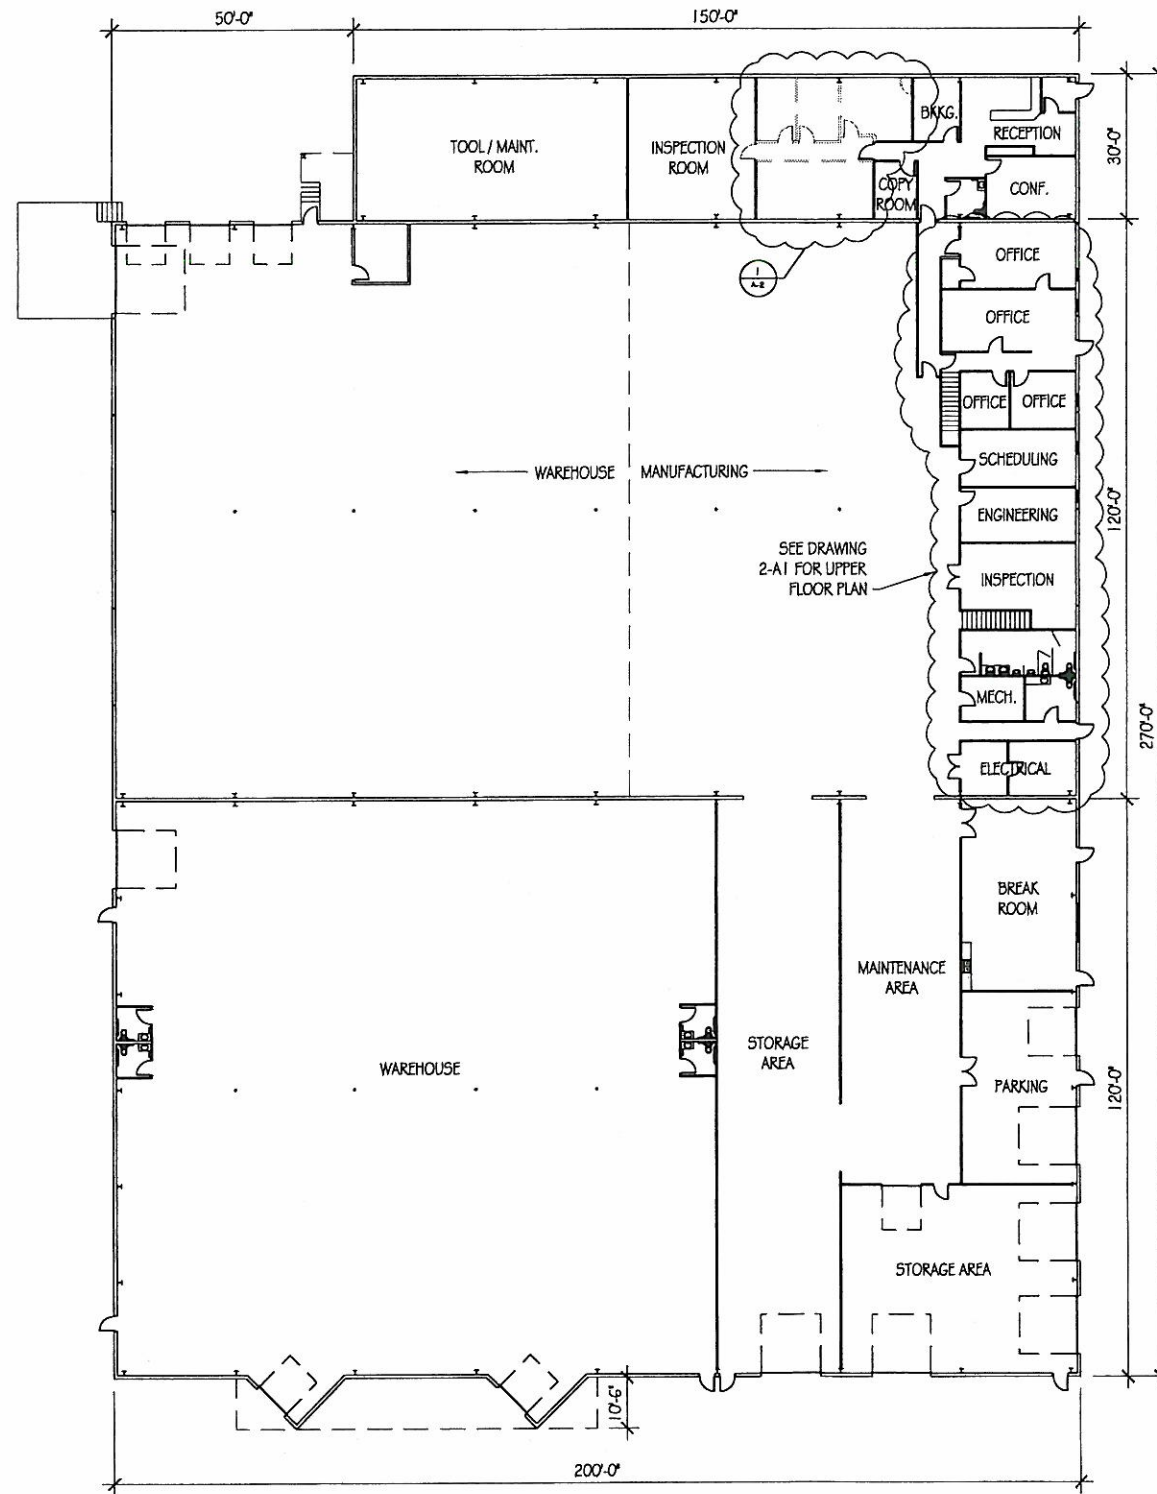 50'-0"
150'-0"
TOOL / MAINT.
ROOM
INSPECTION
ROOM
BKKG.
RECEPTION
COPY
ROOM
CONF.
30'-0"
1
A-2
OFFICE
OFFICE
OFFICE
OFFICE
SCHEDULING
WAREHOUSE
MANUFACTURING
ENGINEERING
120'-0"
SEE DRAWING
2-A1 FOR UPPER
FLOOR PLAN
INSPECTION
MECH.
270'-0"
ELECTRICAL
BREAK
ROOM
MAINTENANCE
AREA
STORAGE
AREA
WAREHOUSE
PARKING
120'-0"
STORAGE AREA
10'-6"
200'-0"